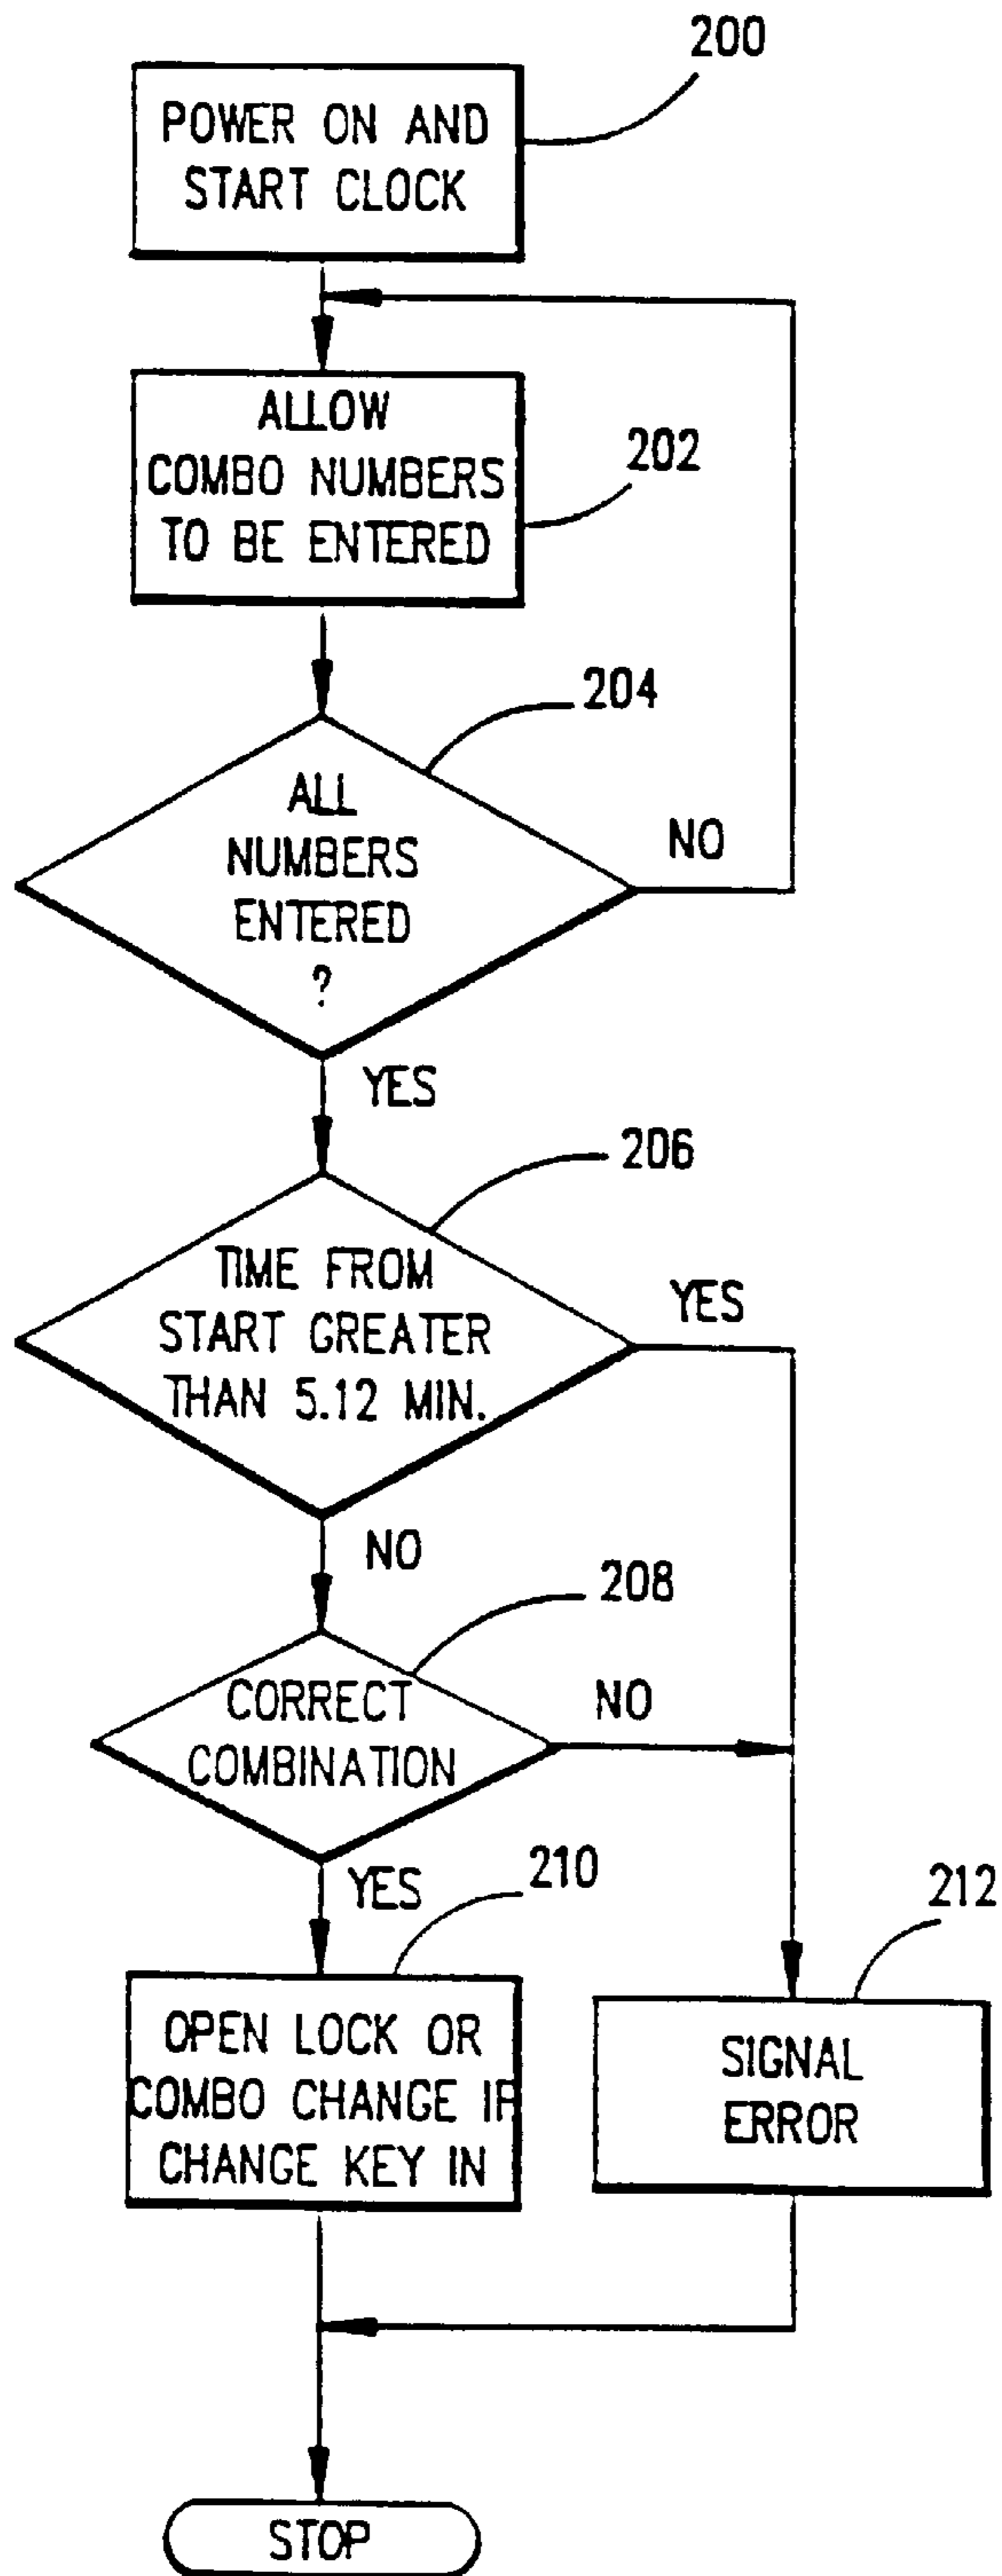 200
POWER ON AND
START CLOCK
ALLOW
COMBO NUMBERS
TO BE ENTERED
202
204
ALL
NUMBERS
ENTERED
?
NO
YES
206
TIME FROM
START GREATER
THAN 5.12 MIN.
YES
NO
208
CORRECT
COMBINATION
NO
YES
210
212
OPEN LOCK OR
COMBO CHANGE IF
CHANGE KEY IN
SIGNAL
ERROR
STOP